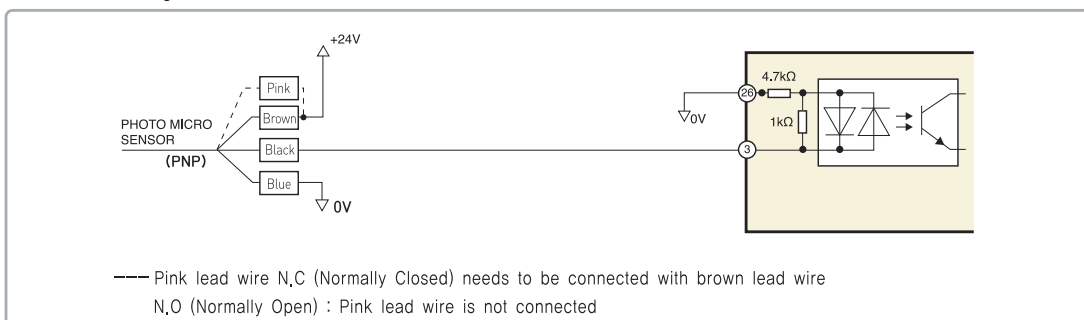 +24V
Pink
Brown
PHOTO MICRO
SENSOR
(PNP)
Black
Blue
0V
0V
26
4.7kΩ
1kΩ
3
--- Pink lead wire N.C (Normally Closed) needs to be connected with brown lead wire
N.O (Normally Open) : Pink lead wire is not connected